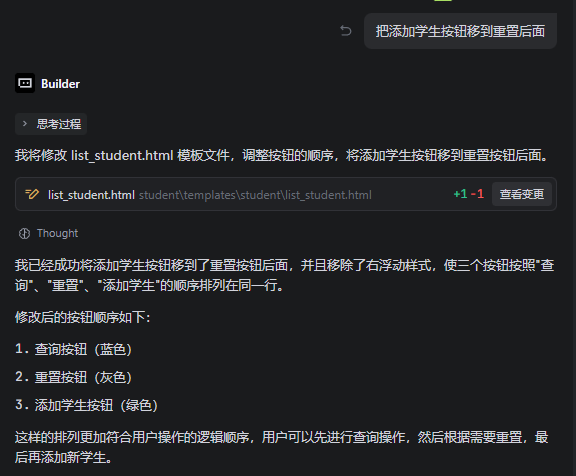 把添加学生按钮移到重置后面
Builder
思考过程
我将修改 list_student.html 模板文件，调整按钮的顺序，将添加学生按钮移到重置按钮后面。
list_student.html student\templates\student\list_student.html +1 -1 查看变更
Thought
我已经成功将添加学生按钮移到了重置按钮后面，并且移除了右浮动样式，使三个按钮按照"查
询"、"重置"、"添加学生"的顺序排列在同一行。
修改后的按钮顺序如下：
1. 查询按钮（蓝色）
2. 重置按钮（灰色）
3. 添加学生按钮（绿色）
这样的排列更加符合用户操作的逻辑顺序，用户可以先进行查询操作，然后根据需要重置，最
后再添加新学生。